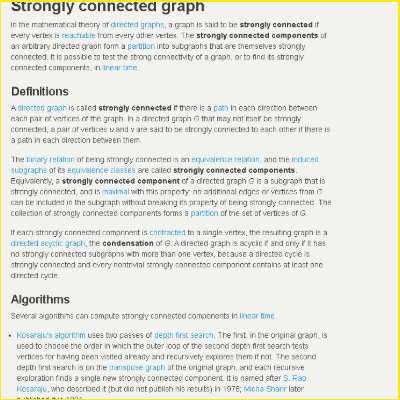 Strongly connected graph
In the mathematical theory of directed graphs, a graph is said to be strongly connected if
every vertex is reachable from every other vertex. The strongly connected components of
an arbitrary directed graph form a partition into subgraphs that are themselves strongly
connected. It is possible to test the strong connectivity of a graph, or to find its strongly
connected components, in linear time.
Definitions
A directed graph is called strongly connected if there is a path in each direction between
each pair of vertices of the graph. In a directed graph G that may not itself be strongly
connected, a pair of vertices u and v are said to be strongly connected to each other if there is
a path in each direction between them.
The binary relation of being strongly connected is an equivalence relation, and the induced
subgraphs of its equivalence classes are called strongly connected components.
Equivalently, a strongly connected component of a directed graph G is a subgraph that is
strongly connected, and is maximal with this property: no additional edges or vertices from G
can be included in the subgraph without breaking its property of being strongly connected. The
collection of strongly connected components forms a partition of the set of vertices of G.
If each strongly connected component is contracted to a single vertex, the resulting graph is a
directed acyclic graph, the condensation of G. A directed graph is acyclic if and only if it has
no strongly connected subgraphs with more than one vertex, because a directed cycle is
strongly connected and every nontrivial strongly connected component contains at least one
directed cycle.
Algorithms
Several algorithms can compute strongly connected components in linear time.
• Kosaraju's algorithm uses two passes of depth first search. The first, in the original graph, is
used to choose the order in which the outer loop of the second depth first search tests
vertices for having been visited already and recursively explores them if not. The second
depth first search is on the transpose graph of the original graph, and each recursive
exploration finds a single new strongly connected component. It is named after S. Rao
Kosaraju, who described it (but did not publish his results) in 1978; Micha Sharir later
published it in 1981.